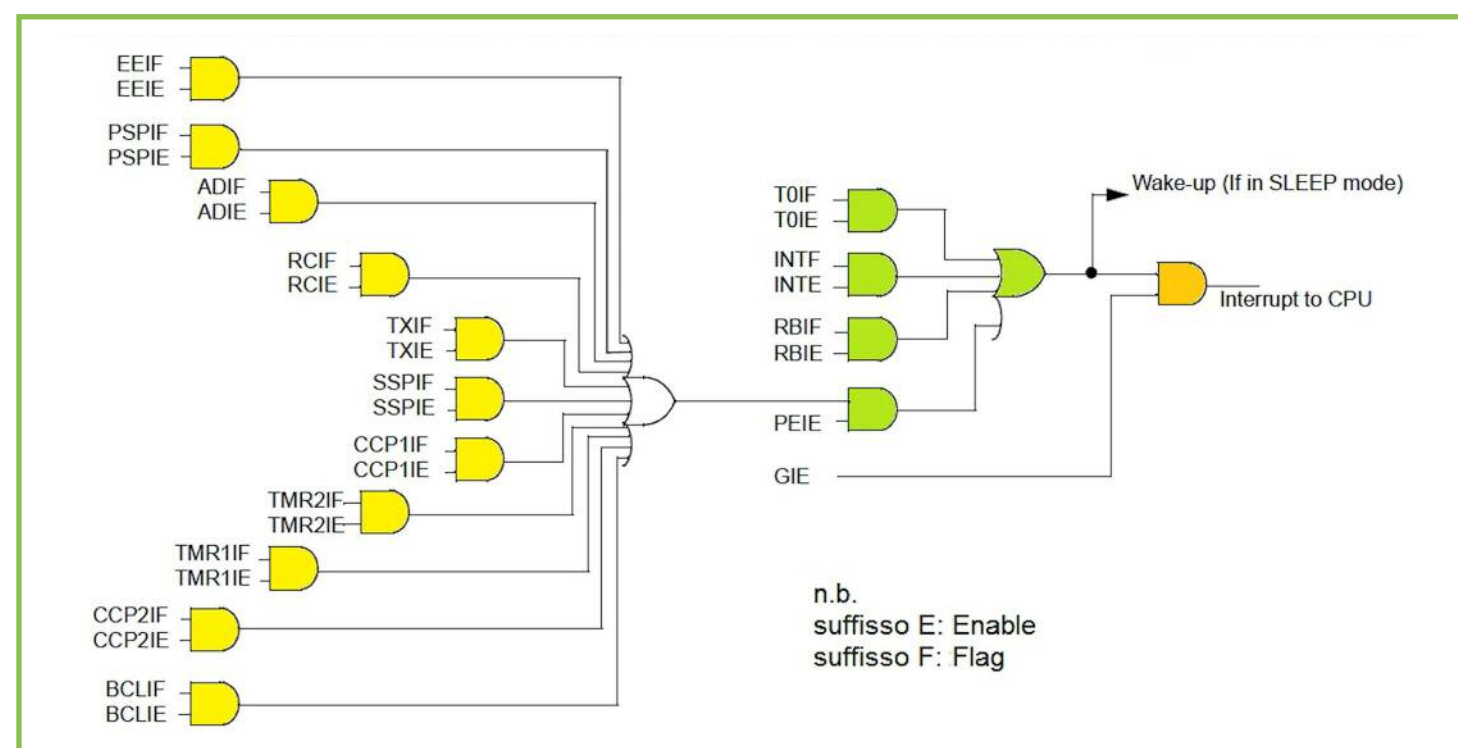 EEIF
EEIE
PSPIF
PSPIE
ADIF
ADIE
RCIF
RCIE
TXIF
TXIE
SSPIF
SSPIE
CCP1IF
CCP1IE
TMR2IF
TMR2IE
TMR1IF
TMR1IE
CCP2IF
CCP2IE
BCLIF
BCLIE
T0IF
T0IE
INTF
INTE
RBIF
RBIE
PEIE
GIE
Wake-up (If in SLEEP mode)
Interrupt to CPU
n.b.
suffisso E: Enable
suffisso F: Flag